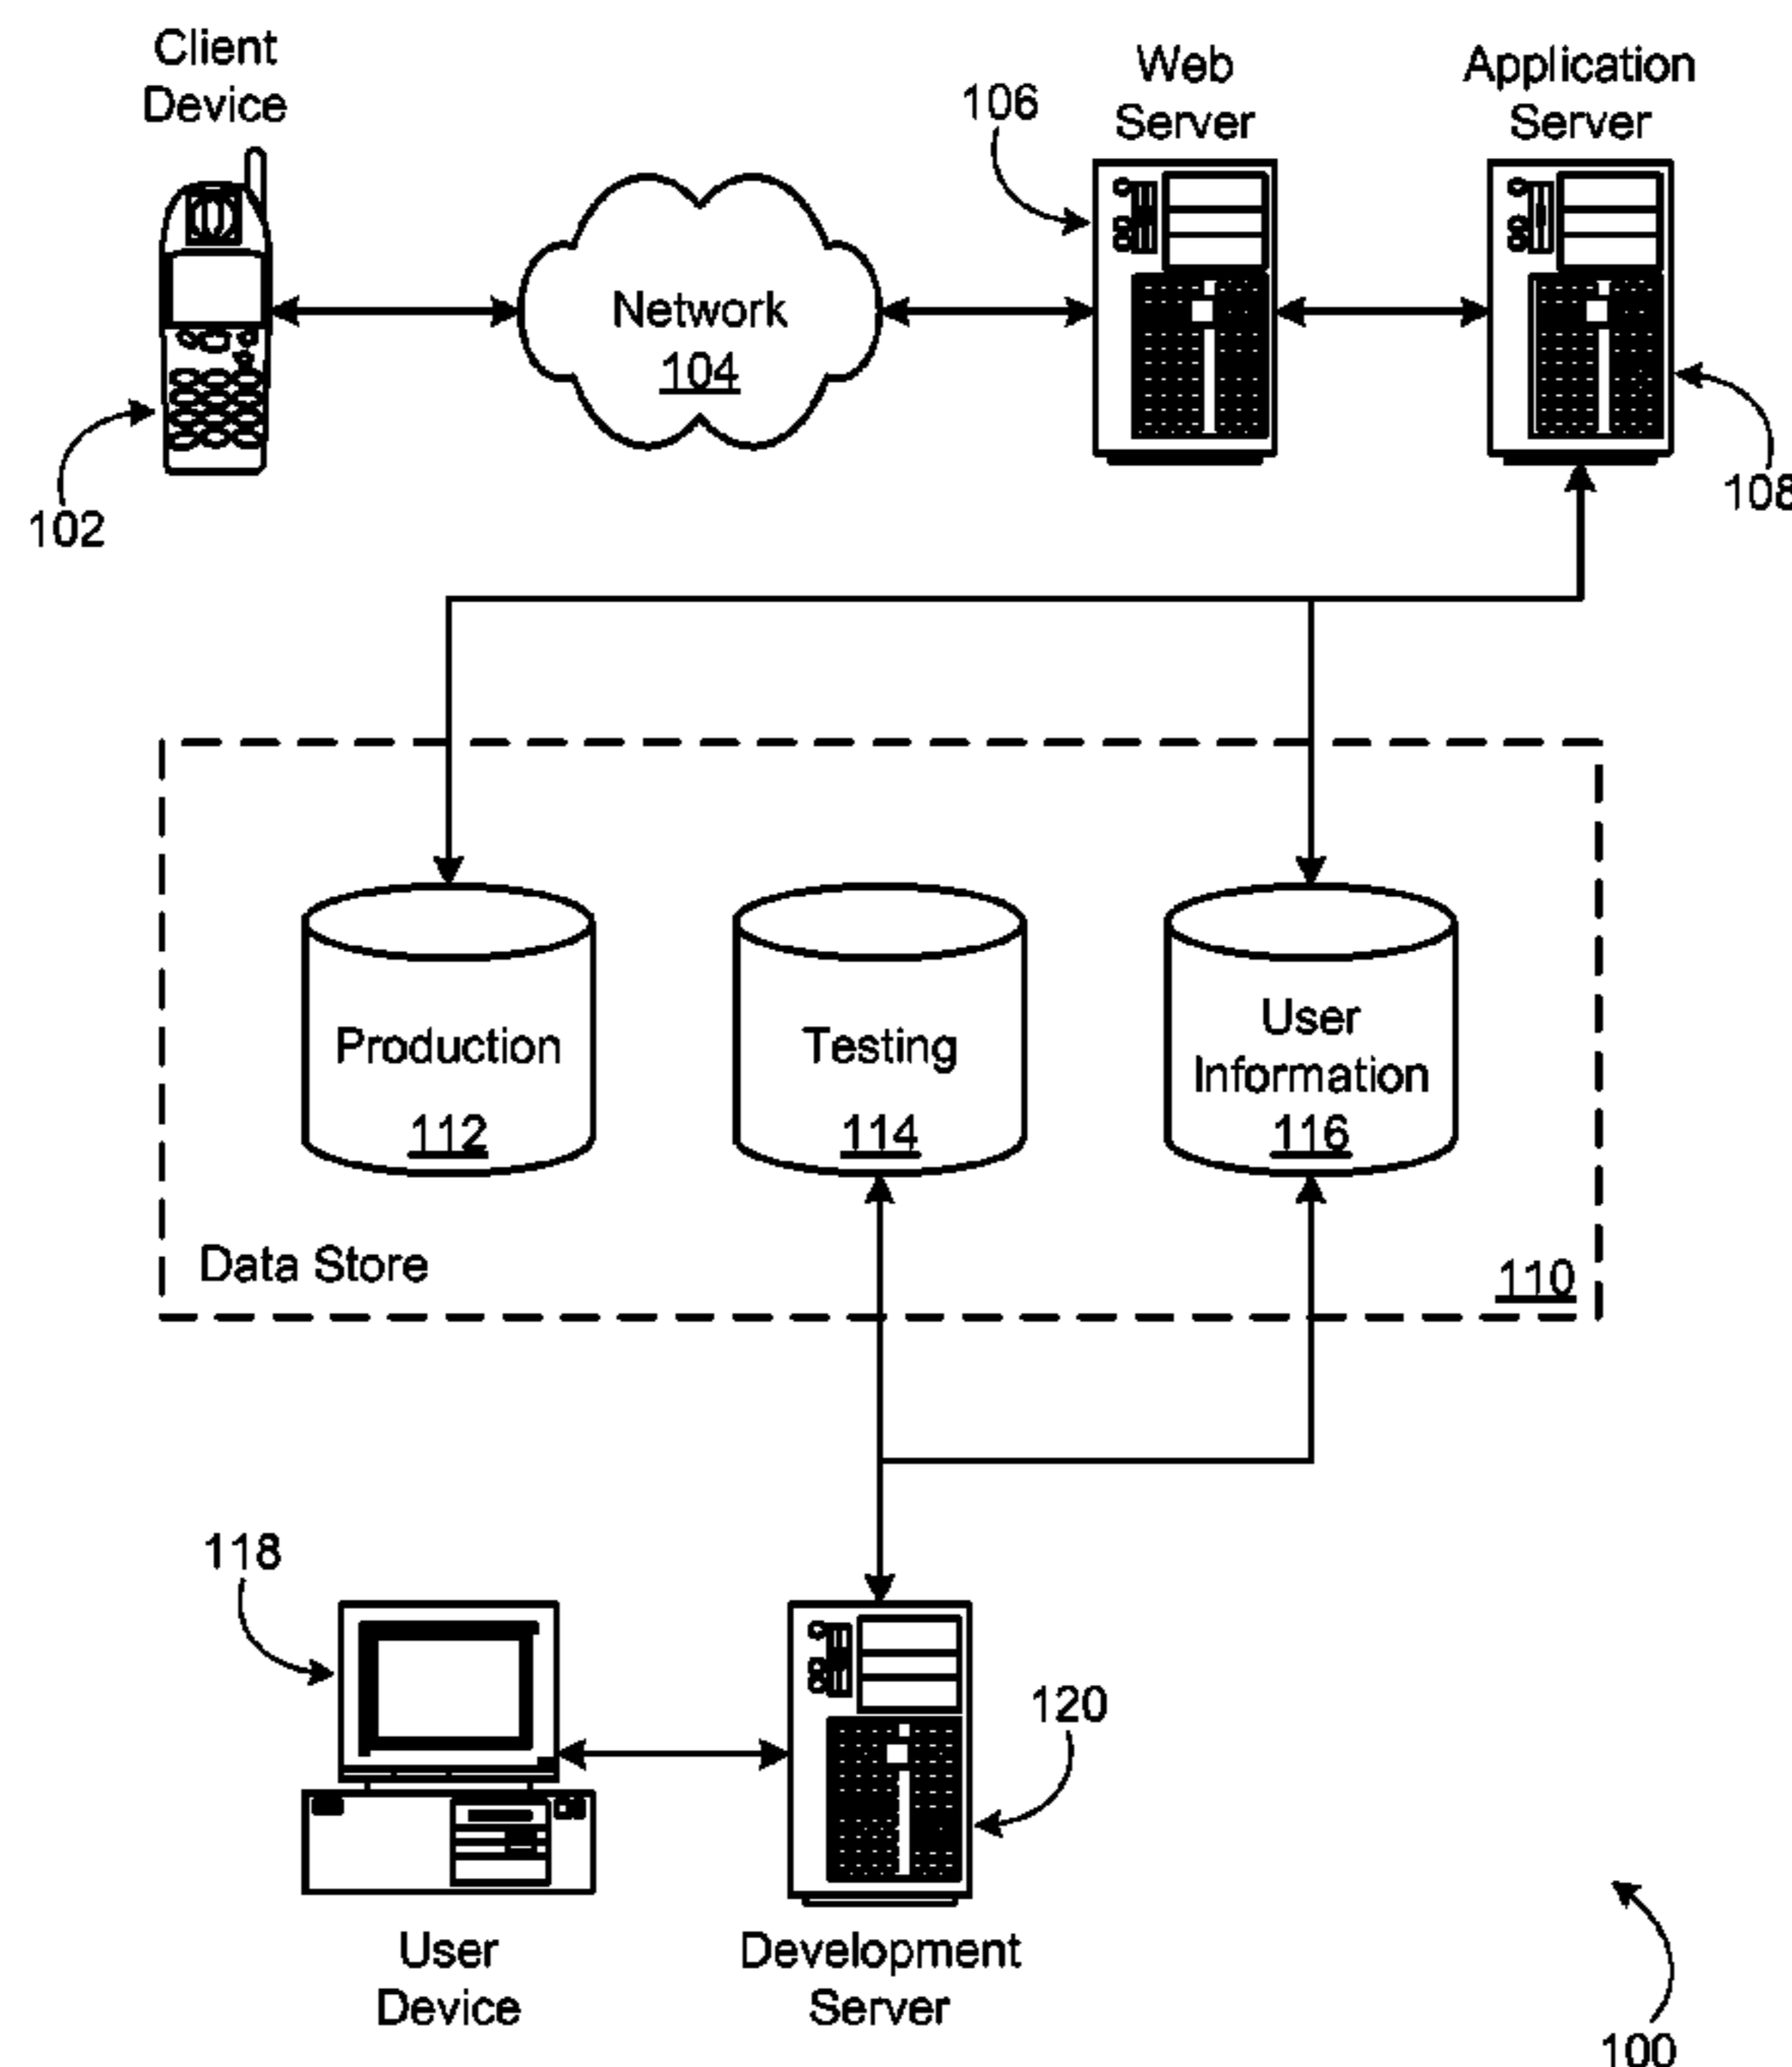 Client
Device
Web
Server
Application
Server
106
Network
104
102
108
Production
112
Testing
114
User
Information
116
Data Store
110
118
120
User
Device
Development
Server
100